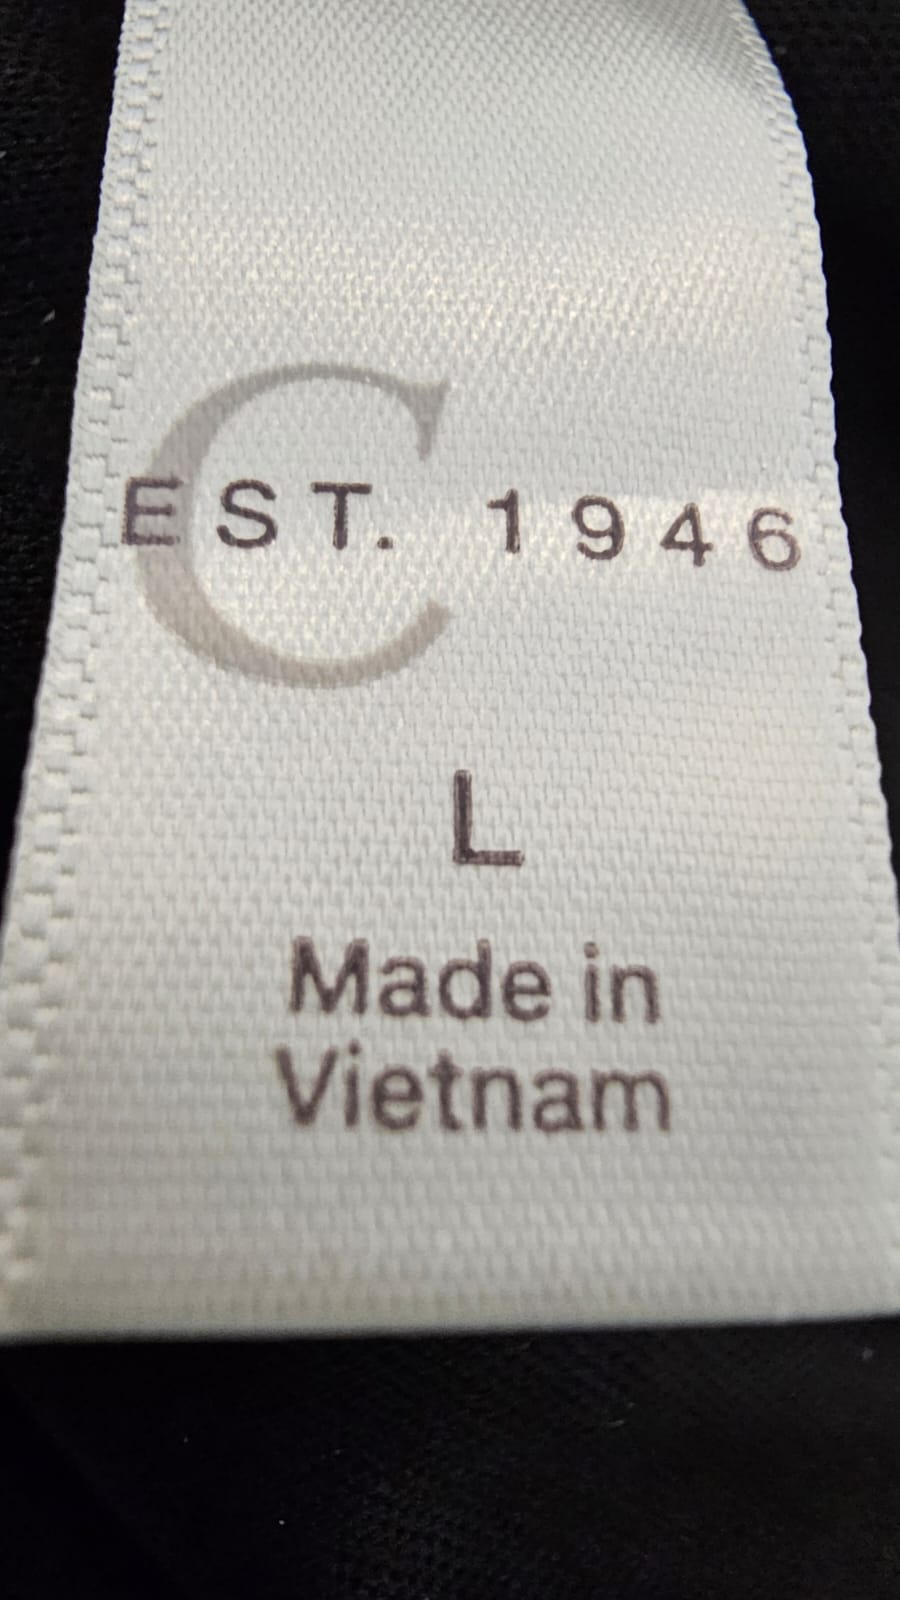 C
EST. 1946
L
Made in
Vietnam